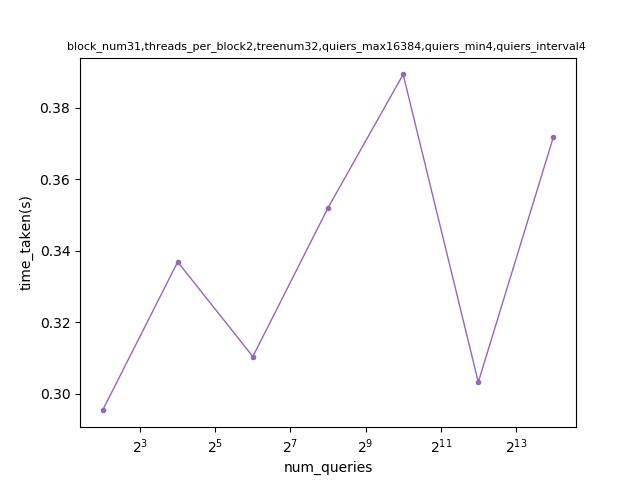 block_num31,threads_per_block2,treenum32,quiers_max16384,quiers_min4,quiers_interval4
0.38
0.36
0.34
0.32
0.30
time_taken(s)
2^3 2^5 2^7 2^9 2^11 2^13
num_queries